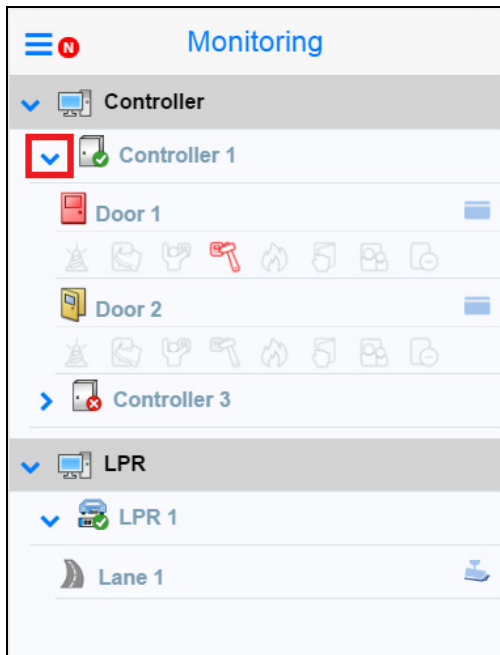 N
Monitoring
Controller
Controller 1
Door 1
Door 2
Controller 3
LPR
LPR 1
Lane 1